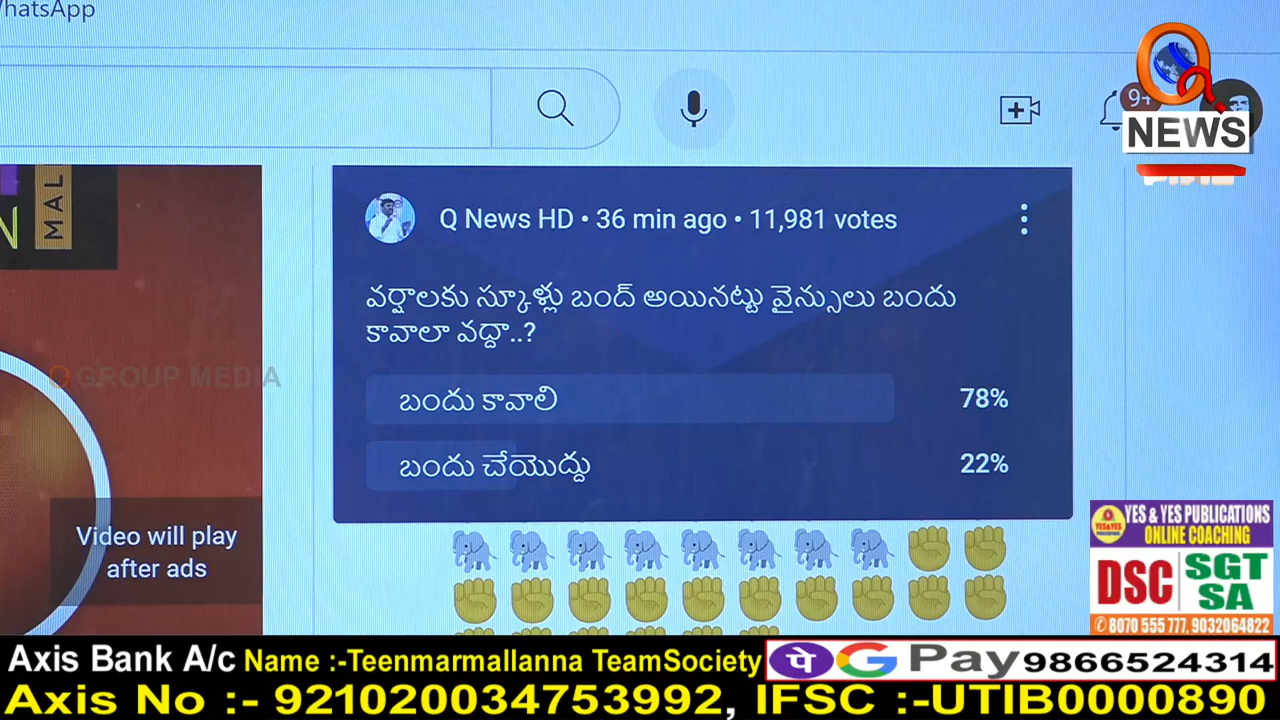 hatsApp
9+
Q
NEWS
N
MAL
Q News HD • 36 min ago • 11,981 votes
వర్షాలకు స్కూళ్లు బంద్ అయినట్టు వైన్సులు బందు
కావాలా వద్దా..?
Q GROUP MEDIA
బందు కావాలి 78%
బందు చేయొద్దు 22%
Video will play
after ads
YES & YES PUBLICATIONS
ONLINE COACHING
DSC
SGT
SA
8070 555 777, 9032064822
Axis Bank A/c Name :-Teenmarmallanna TeamSociety पे G Pay 9866524314
Axis No :- 921020034753992, IFSC :-UTIB0000890